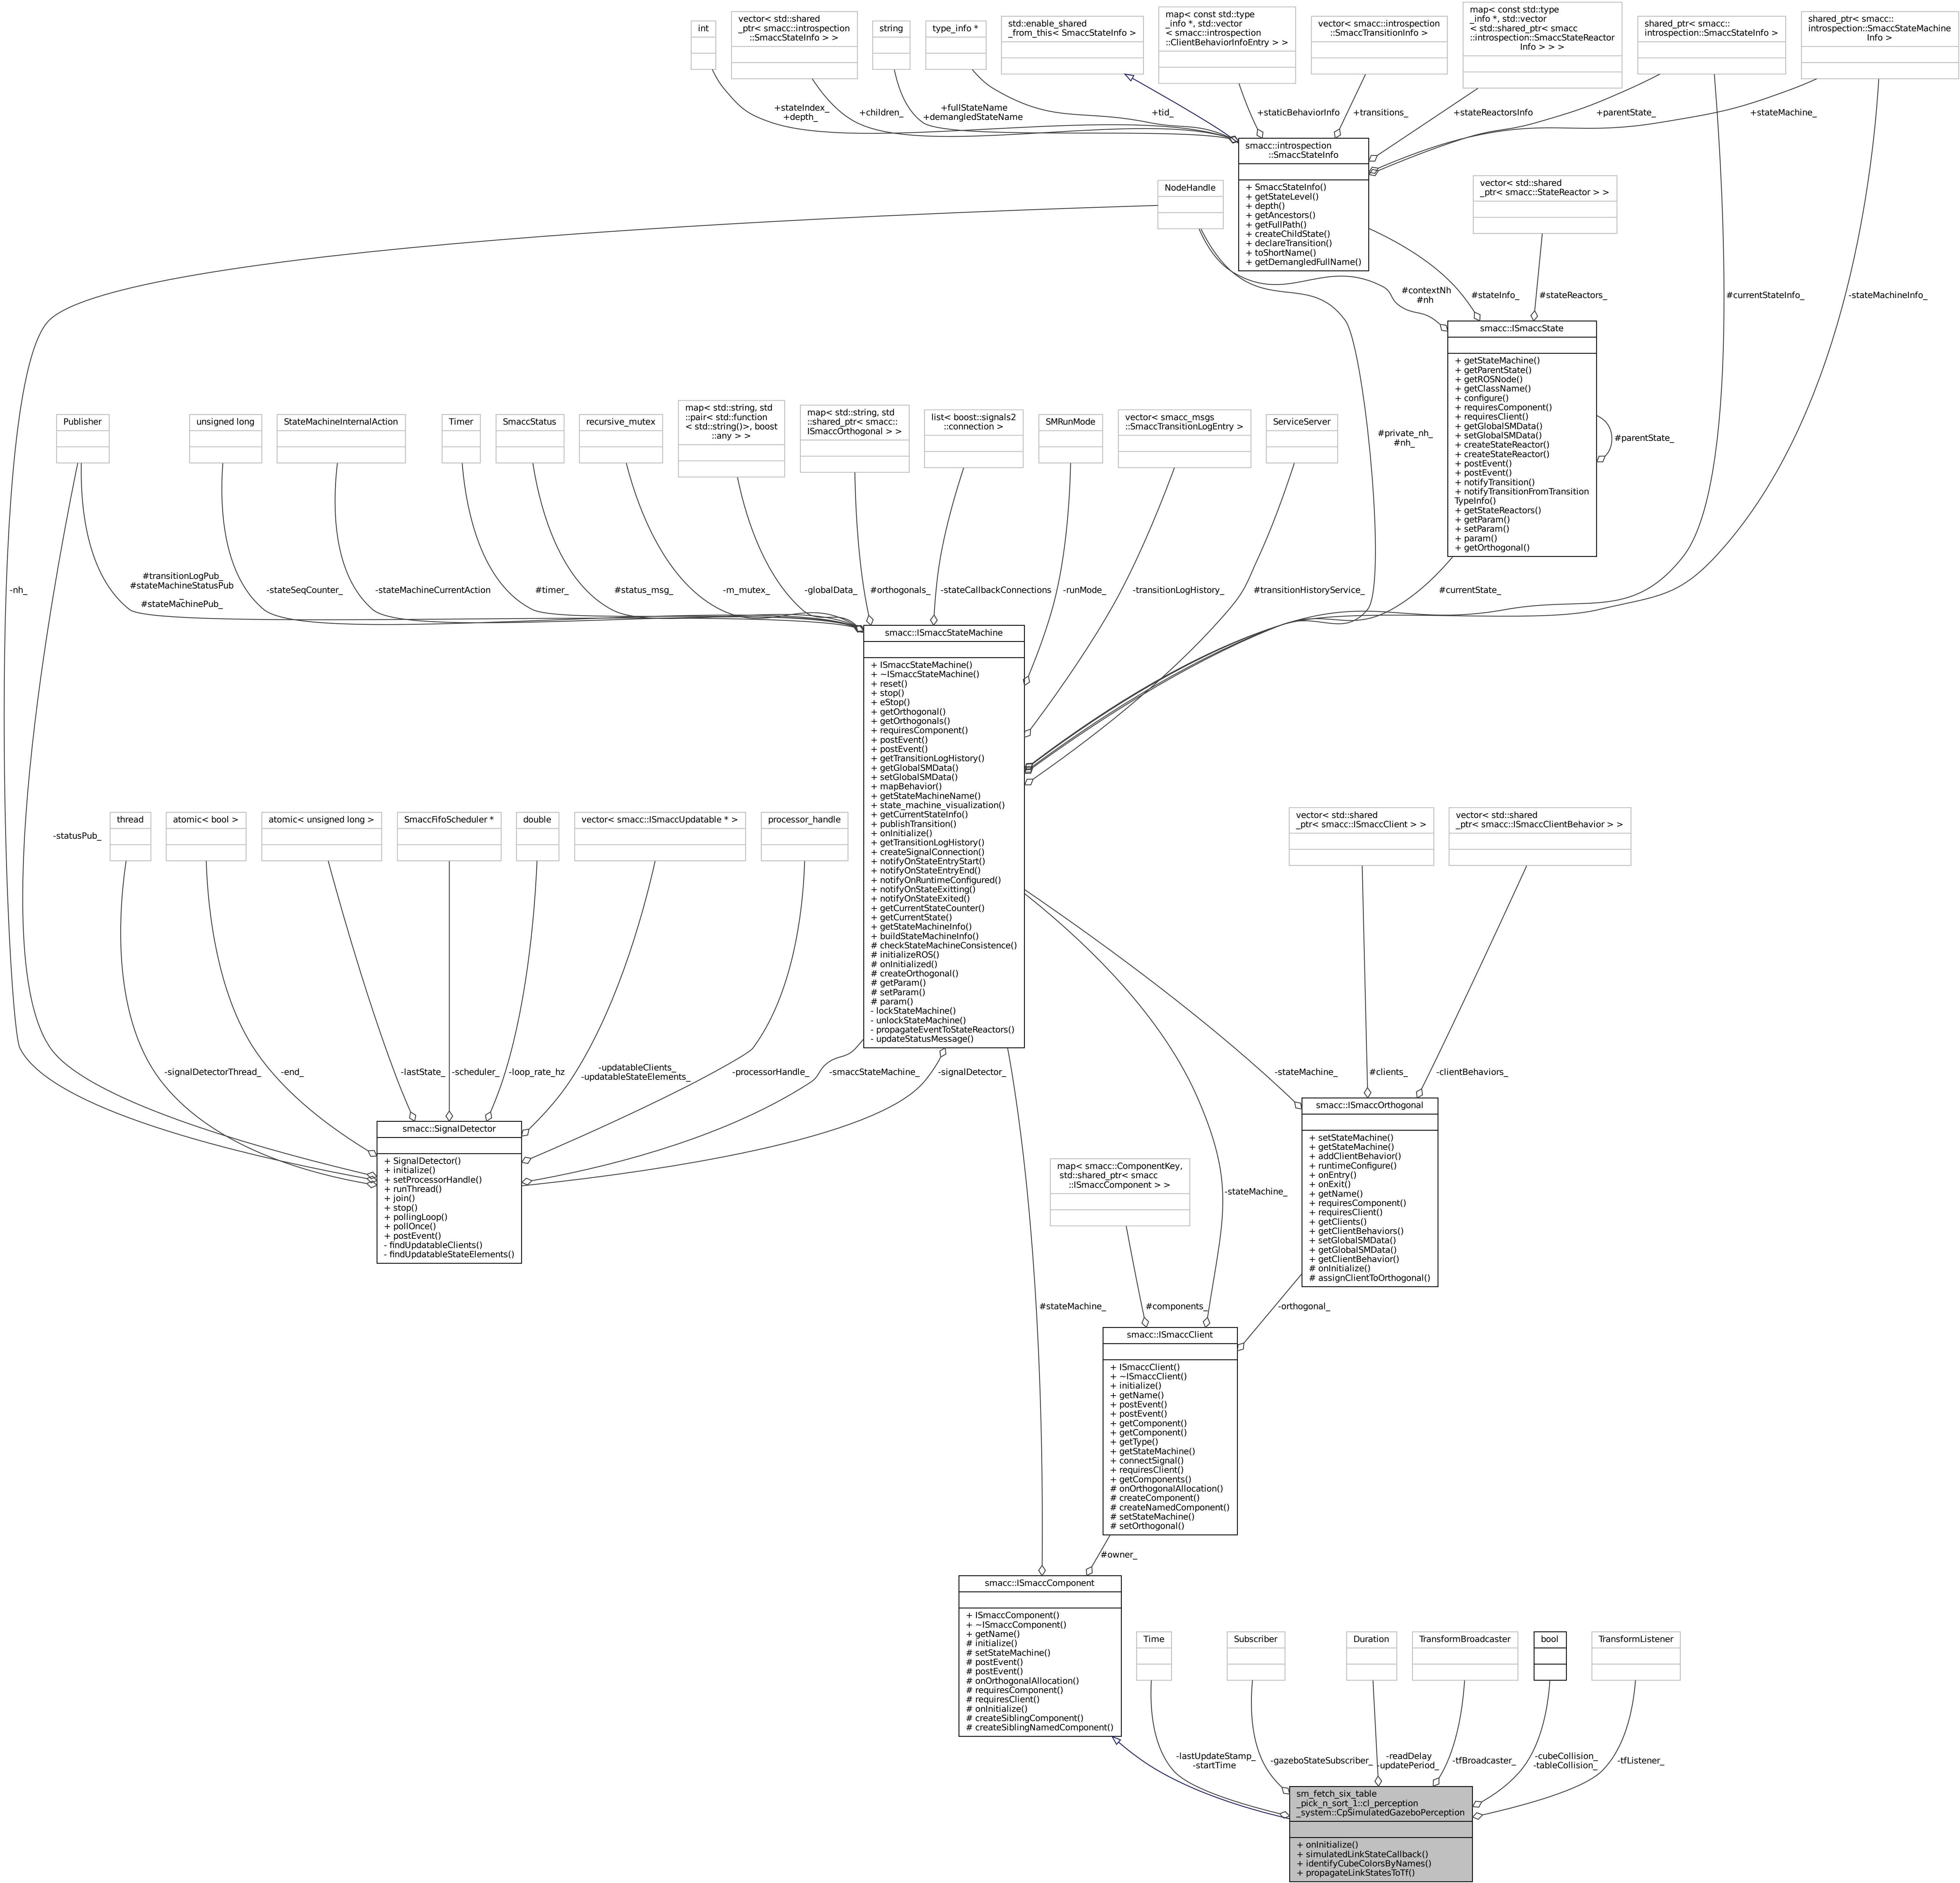 int
vector< std::shared
_ptr< smacc::introspection
::SmaccStateInfo > >
string
type_info *
std::enable_shared
_from_this< SmaccStateInfo >
map< const std::type
_info *, std::vector
< smacc::introspection
::ClientBehaviorInfoEntry > >
vector< smacc::introspection
::SmaccTransitionInfo >
map< const std::type
_info *, std::vector
< std::shared_ptr< smacc
::introspection::SmaccStateReactor
Info > > >
shared_ptr< smacc::
introspection::SmaccStateInfo >
shared_ptr< smacc::
introspection::SmaccStateMachine
Info >
+stateIndex_
+depth_
+children_
+fullStateName
+demangledStateName
+tid_
+staticBehaviorInfo
+transitions_
+stateReactorsInfo
+parentState_
+stateMachine_
smacc::introspection
::SmaccStateInfo
+ SmaccStateInfo()
+ getStateLevel()
+ depth()
+ getAncestors()
+ getFullPath()
+ createChildState()
+ declareTransition()
+ toShortName()
+ getDemangledFullName()
NodeHandle
vector< std::shared
_ptr< smacc::StateReactor > >
#contextNh
#nh
#stateInfo_
#stateReactors_
#currentStateInfo_
-stateMachineInfo_
smacc::ISmaccState
+ getStateMachine()
+ getParentState()
+ getROSNode()
+ getClassName()
+ configure()
+ requiresComponent()
+ requiresClient()
+ getGlobalSMData()
+ setGlobalSMData()
+ createStateReactor()
+ createStateReactor()
+ postEvent()
+ postEvent()
+ notifyTransition()
+ notifyTransitionFromTransition
TypeInfo()
+ getStateReactors()
+ getParam()
+ setParam()
+ param()
+ getOrthogonal()
#parentState_
Publisher
unsigned long
StateMachineInternalAction
Timer
SmaccStatus
recursive_mutex
map< std::string, std
::pair< std::function
< std::string()>, boost
::any > >
map< std::string, std
::shared_ptr< smacc::
ISmaccOrthogonal > >
list< boost::signals2
::connection >
SMRunMode
vector< smacc_msgs
::SmaccTransitionLogEntry >
ServiceServer
#private_nh_
#nh_
-nh_
#transitionLogPub_
#stateMachineStatusPub
_
#stateMachinePub_
-stateSeqCounter_
-stateMachineCurrentAction
#timer_
#status_msg_
-m_mutex_
-globalData_
#orthogonals_
-stateCallbackConnections
-runMode_
-transitionLogHistory_
#transitionHistoryService_
#currentState_
smacc::ISmaccStateMachine
+ ISmaccStateMachine()
+ ~ISmaccStateMachine()
+ reset()
+ stop()
+ eStop()
+ getOrthogonal()
+ getOrthogonals()
+ requiresComponent()
+ postEvent()
+ postEvent()
+ getTransitionLogHistory()
+ getGlobalSMData()
+ setGlobalSMData()
+ mapBehavior()
+ getStateMachineName()
+ state_machine_visualization()
+ getCurrentStateInfo()
+ publishTransition()
+ onInitialize()
+ getTransitionLogHistory()
+ createSignalConnection()
+ notifyOnStateEntryStart()
+ notifyOnStateEntryEnd()
+ notifyOnRuntimeConfigured()
+ notifyOnStateExitting()
+ notifyOnStateExited()
+ getCurrentStateCounter()
+ getCurrentState()
+ getStateMachineInfo()
+ buildStateMachineInfo()
# checkStateMachineConsistence()
# initializeROS()
# onInitialized()
# createOrthogonal()
# getParam()
# setParam()
# param()
- lockStateMachine()
- unlockStateMachine()
- propagateEventToStateReactors()
- updateStatusMessage()
-statusPub_
thread
atomic< bool >
atomic< unsigned long >
SmaccFifoScheduler *
double
vector< smacc::ISmaccUpdatable * >
processor_handle
vector< std::shared
_ptr< smacc::ISmaccClient > >
vector< std::shared
_ptr< smacc::ISmaccClientBehavior > >
-signalDetectorThread_
-end_
-lastState_
-scheduler_
-loop_rate_hz
-updatableClients_
-updatableStateElements_
-processorHandle_
-smaccStateMachine_
-signalDetector_
-stateMachine_
#clients_
-clientBehaviors_
smacc::SignalDetector
+ SignalDetector()
+ initialize()
+ setProcessorHandle()
+ runThread()
+ join()
+ stop()
+ pollingLoop()
+ pollOnce()
+ postEvent()
- findUpdatableClients()
- findUpdatableStateElements()
smacc::ISmaccOrthogonal
+ setStateMachine()
+ getStateMachine()
+ addClientBehavior()
+ runtimeConfigure()
+ onEntry()
+ onExit()
+ getName()
+ requiresComponent()
+ requiresClient()
+ getClients()
+ getClientBehaviors()
+ setGlobalSMData()
+ getGlobalSMData()
+ getClientBehavior()
# onInitialize()
# assignClientToOrthogonal()
map< smacc::ComponentKey,
std::shared_ptr< smacc
::ISmaccComponent > >
-stateMachine_
#stateMachine_
#components_
-orthogonal_
smacc::ISmaccClient
+ ISmaccClient()
+ ~ISmaccClient()
+ initialize()
+ getName()
+ postEvent()
+ postEvent()
+ getComponent()
+ getComponent()
+ getType()
+ getStateMachine()
+ connectSignal()
+ requiresClient()
+ getComponents()
# onOrthogonalAllocation()
# createComponent()
# createNamedComponent()
# setStateMachine()
# setOrthogonal()
#owner_
smacc::ISmaccComponent
+ ISmaccComponent()
+ ~ISmaccComponent()
+ getName()
# initialize()
# setStateMachine()
# postEvent()
# postEvent()
# onOrthogonalAllocation()
# requiresComponent()
# requiresClient()
# onInitialize()
# createSiblingComponent()
# createSiblingNamedComponent()
Time
Subscriber
Duration
TransformBroadcaster
bool
TransformListener
-lastUpdateStamp_
-startTime
-gazeboStateSubscriber_
-readDelay
-updatePeriod_
-tfBroadcaster_
-cubeCollision_
-tableCollision_
-tfListener_
sm_fetch_six_table
_pick_n_sort_1::cl_perception
_system::CpSimulatedGazeboPerception
+ onInitialize()
+ simulatedLinkStateCallback()
+ identifyCubeColorsByNames()
+ propagateLinkStatesToTf()